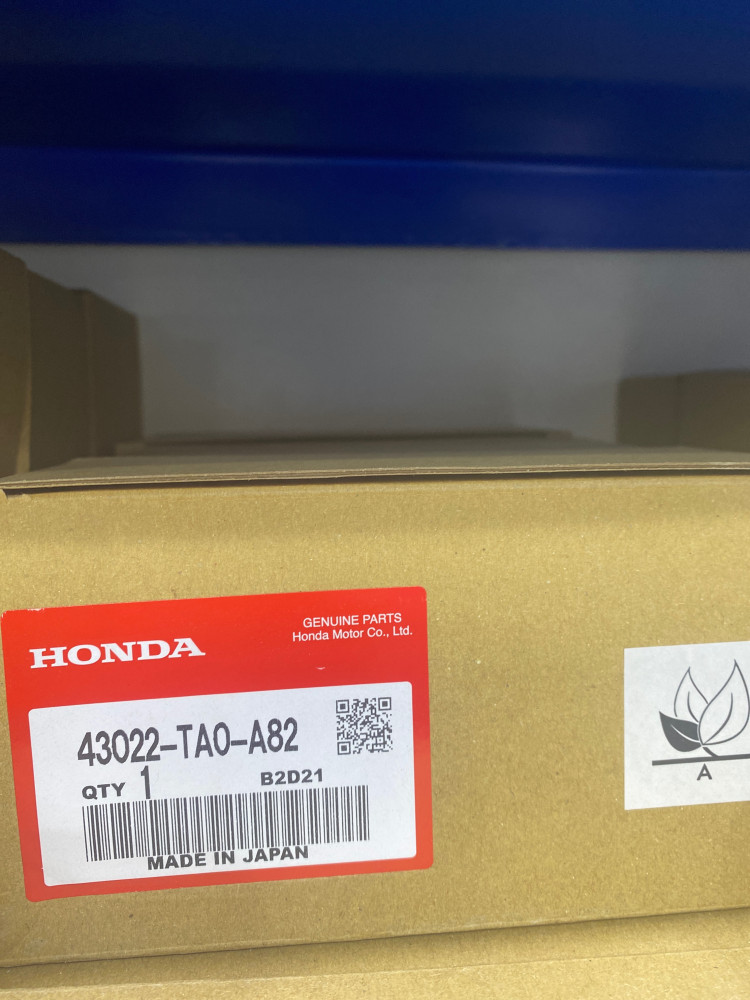 GENUINE PARTS
Honda Motor Co., Ltd.
HONDA
43022-TA0-A82
QTY 1
B2D21
MADE IN JAPAN
A